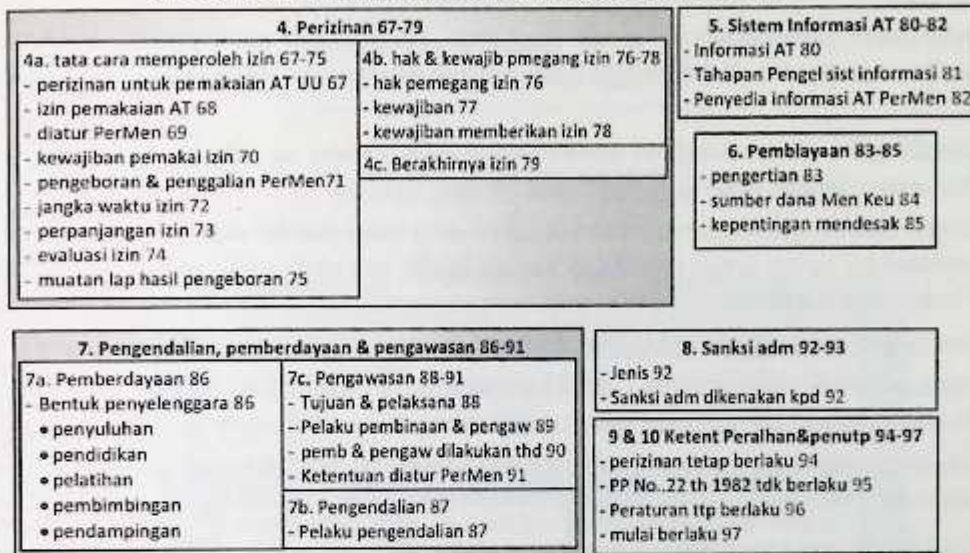 4. Perizinan 67-79
4a. tata cara memperoleh izin 67-75
- perizinan untuk pemakaian AT UU 67
- izin pemakaian AT 68
- diatur PerMen 69
- kewajiban pemakai izin 70
- pengeboran & penggalian PerMen71
- jangka waktu izin 72
- perpanjangan izin 73
- evaluasi izin 74
- muatan lap hasil pengeboran 75
4b. hak & kewajib pmegang izin 76-78
- hak pemegang izin 76
- kewajiban 77
- kewajiban memberikan izin 78
4c. Berakhirnya izin 79
5. Sistem Informasi AT 80-82
- Informasi AT 80
- Tahapan Pengel sist informasi 81
- Penyedia informasi AT PerMen 82
6. Pembiayaan 83-85
- pengertian 83
- sumber dana Men Keu 84
- kepentingan mendesak 85
7. Pengendalian, pemberdayaan & pengawasan 86-91
7a. Pemberdayaan 86
- Bentuk penyelenggara 86
• penyuluhan
• pendidikan
• pelatihan
• pembimbingan
• pendampingan
7c. Pengawasan 88-91
- Tujuan & pelaksana 88
- Pelaku pembinaan & pengaw 89
- pemb & pengaw dilakukan thd 90
- Ketentuan diatur PerMen 91
7b. Pengendalian 87
- Pelaku pengendalian 87
8. Sanksi adm 92-93
- Jenis 92
- Sanksi adm dikenakan kpd 92
9 & 10 Ketent Peralhan&penutp 94-97
- perizinan tetap berlaku 94
- PP No..22 th 1982 tdk berlaku 95
- Peraturan ttp berlaku 96
- mulai berlaku 97